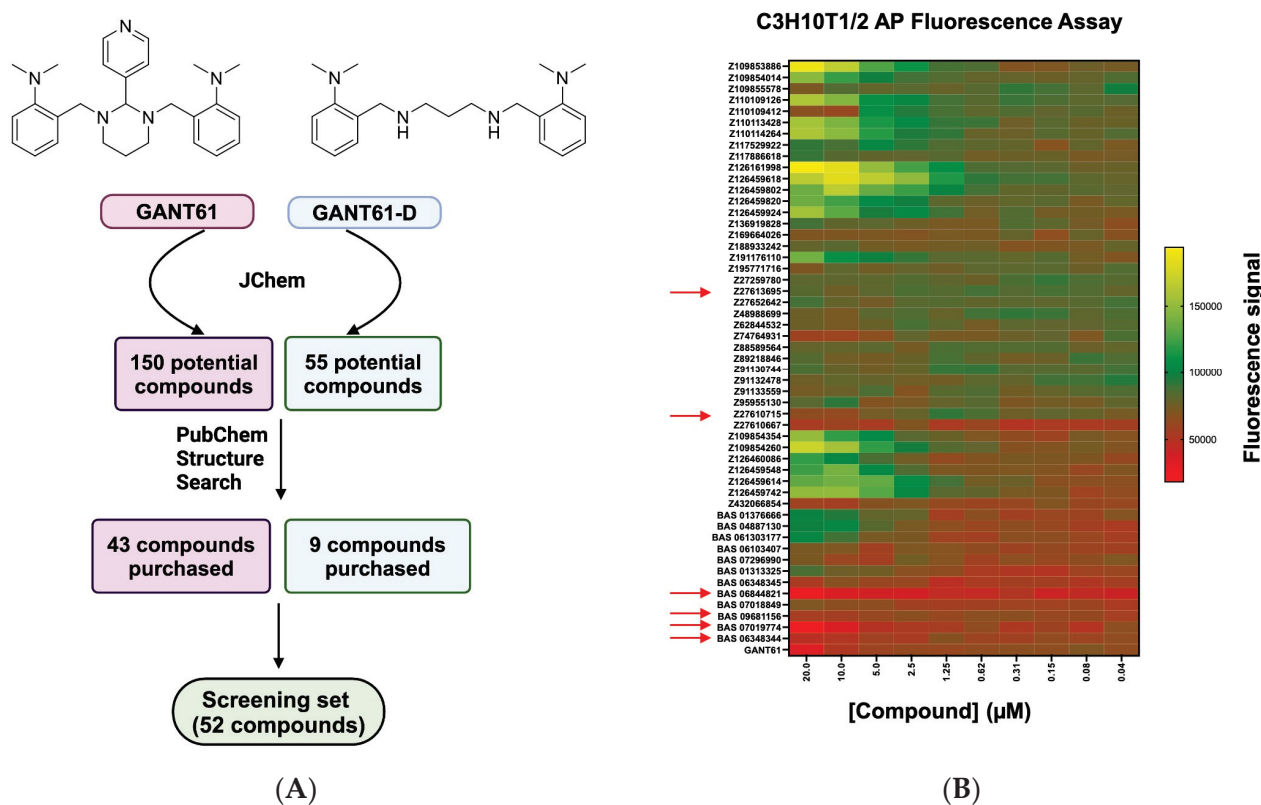 N
N
N
N
N
N
N
N
H
N
H
GANT61
GANT61-D
JChem
150 potential
compounds
55 potential
compounds
PubChem
Structure
Search
43 compounds
purchased
9 compounds
purchased
Screening set
(52 compounds)
(A)
C3H10T1/2 AP Fluorescence Assay
Z109853886
Z109854014
Z109855578
Z110109126
Z110109412
Z110113428
Z110114264
Z117529922
Z117886618
Z126161998
Z126459618
Z126459802
Z126459820
Z126459924
Z136919828
Z169664026
Z188933242
Z191176110
Z195771716
Z27259780
Z27613695
Z27652642
Z48988699
Z62844532
Z74764931
Z88589564
Z89218846
Z91130744
Z91132478
Z91133559
Z95955130
Z27610715
Z27610667
Z109854354
Z109854260
Z126460086
Z126459548
Z126459614
Z126459742
Z432066854
BAS 01376666
BAS 04887130
BAS 061303177
BAS 06103407
BAS 07296990
BAS 01313325
BAS 06348345
BAS 06844821
BAS 07018849
BAS 09681156
BAS 07019774
BAS 06348344
GANT61
20.0
10.0
5.0
2.5
1.25
0.62
0.31
0.15
0.08
0.04
[Compound] (µM)
150000
100000
50000
Fluorescence signal
(B)